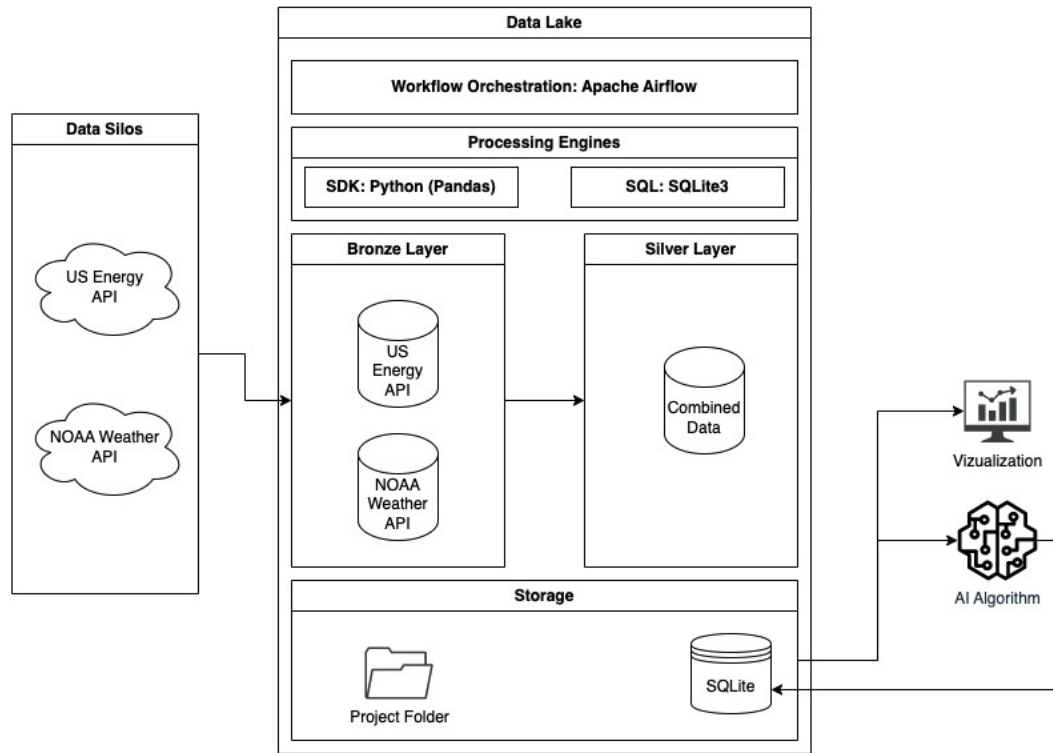 Data Lake
Workflow Orchestration: Apache Airflow
Data Silos
Processing Engines
SDK: Python (Pandas)
SQL: SQLite3
Bronze Layer
Silver Layer
US Energy
API
US
Energy
API
NOAA Weather
API
NOAA
Weather
API
Combined
Data
Vizualization
AI Algorithm
Storage
Project Folder
SQLite